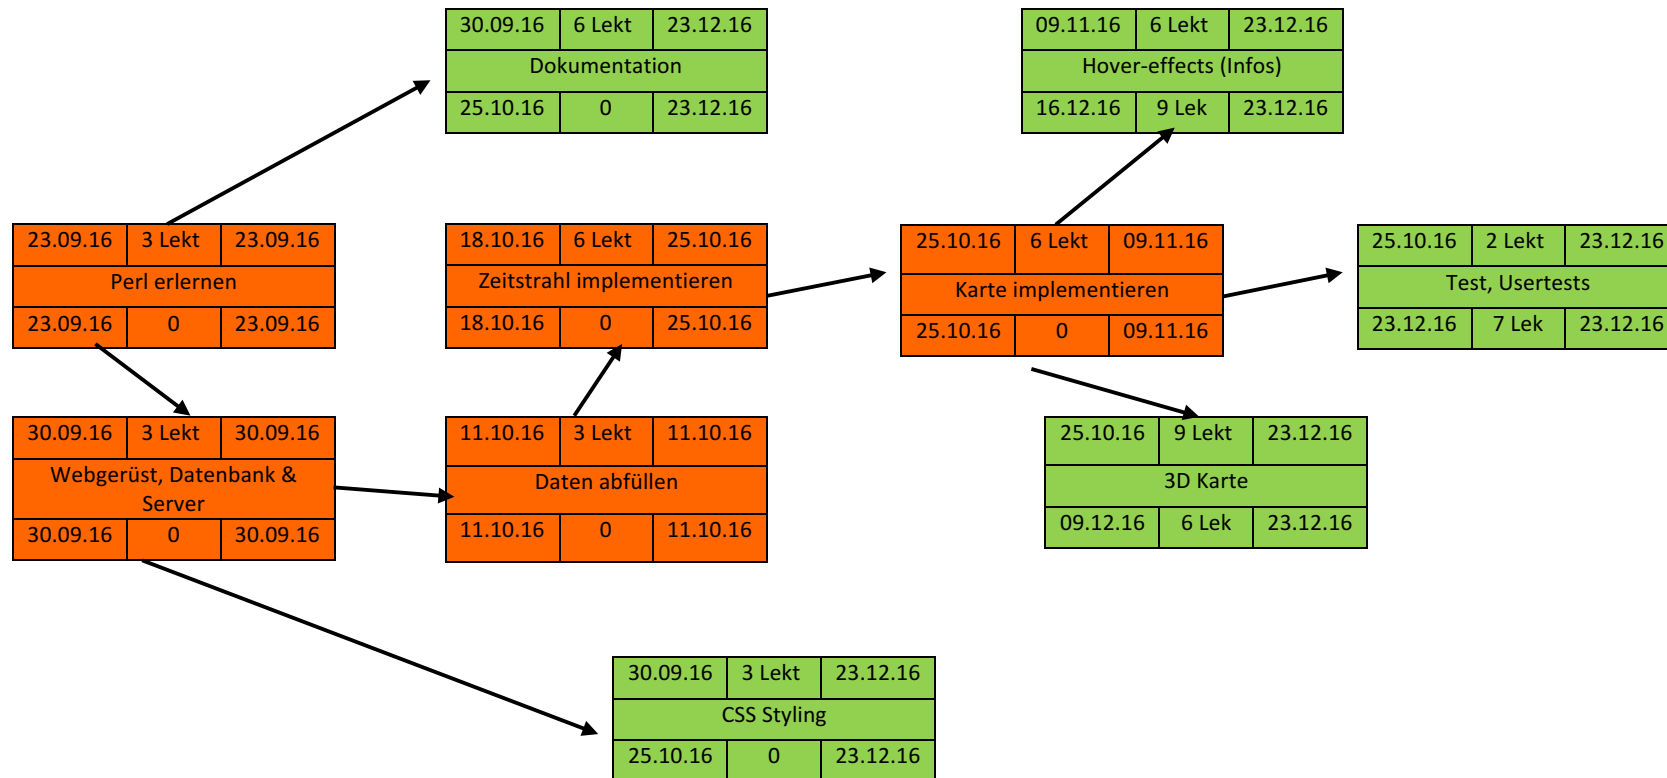 30.09.16 6 Lekt 23.12.16
Dokumentation
25.10.16 0 23.12.16
09.11.16 6 Lekt 23.12.16
Hover-effects (Infos)
16.12.16 9 Lek 23.12.16
23.09.16 3 Lekt 23.09.16
Perl erlernen
23.09.16 0 23.09.16
18.10.16 6 Lekt 25.10.16
Zeitstrahl implementieren
18.10.16 0 25.10.16
25.10.16 6 Lekt 09.11.16
Karte implementieren
25.10.16 0 09.11.16
25.10.16 2 Lekt 23.12.16
Test, Usertests
23.12.16 7 Lek 23.12.16
30.09.16 3 Lekt 30.09.16
Webgerüst, Datenbank &
Server
30.09.16 0 30.09.16
11.10.16 3 Lekt 11.10.16
Daten abfüllen
11.10.16 0 11.10.16
25.10.16 9 Lekt 23.12.16
3D Karte
09.12.16 6 Lek 23.12.16
30.09.16 3 Lekt 23.12.16
CSS Styling
25.10.16 0 23.12.16